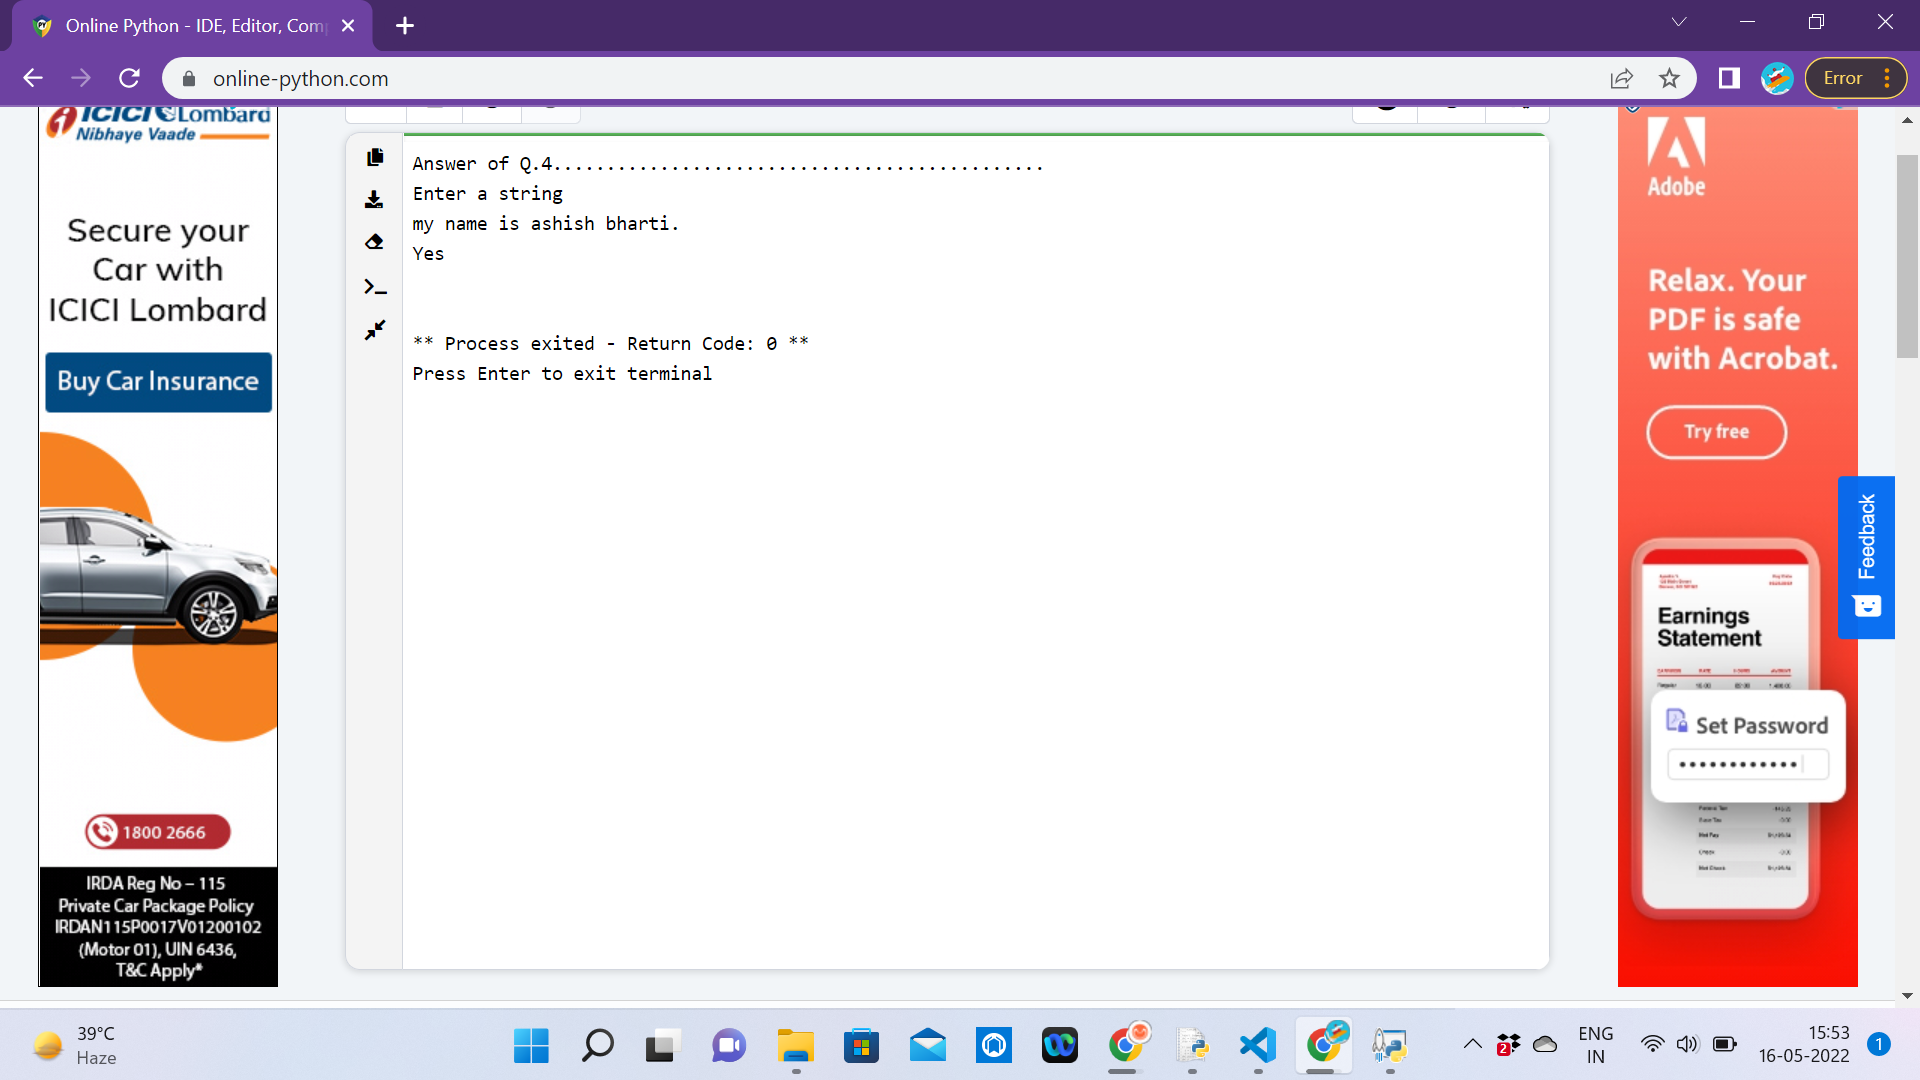 Online Python - IDE, Editor, Com
online-python.com
Error
ICICI Lombard
Nibhaye Vaade
Secure your
Car with
ICICI Lombard
Buy Car Insurance
1800 2666
IRDA Reg No – 115
Private Car Package Policy
IRDAN115P0017V01200102
(Motor 01), UIN 6436,
T&C Apply*
Answer of Q.4..............................................
Enter a string
my name is ashish bharti.
Yes
** Process exited - Return Code: 0 **
Press Enter to exit terminal
Adobe
Relax. Your
PDF is safe
with Acrobat.
Try free
Feedback
Earnings
Statement
Set Password
39°C
Haze
2
ENG
IN
15:53
16-05-2022
1